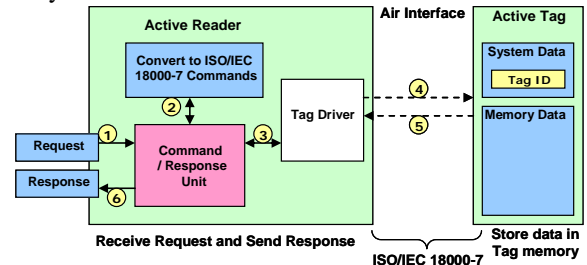 Active Reader
Air Interface
Active Tag
Convert to ISO/IEC
18000-7 Commands
System Data
Tag ID
4
2
Tag Driver
5
Memory Data
1
Request
Command
/ Response
Unit
3
Response
6
Receive Request and Send Response
Store data in
Tag memory
ISO/IEC 18000-7